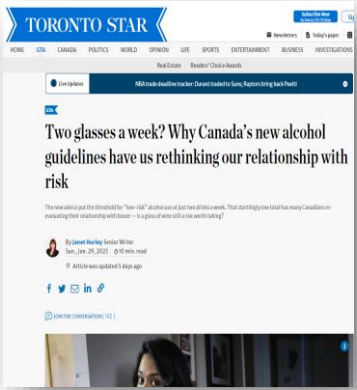 TORONTO STAR
Subscribe Now
Newsletters Today's paper
HOME GTA CANADA POLITICS WORLD OPINION LIFE SPORTS ENTERTAINMENT BUSINESS INVESTIGATIONS
Real Estate Readers' Choice Awards
Live Updates NBA trade deadline tracker: Durant traded to Suns; Raptors bring back Poeltl
GTA
Two glasses a week? Why Canada's new alcohol
guidelines have us rethinking our relationship with
risk
The new advice put the threshold for "low-risk" alcohol use at just two drinks a week. That startlingly low total has many Canadians re-
evaluating their relationship with booze — is a glass of wine still a risk worth taking?
By Janet Hurley Senior Writer
Sun., Jan. 29, 2023 10 min. read
Article was updated 5 days ago
JOIN THE CONVERSATION